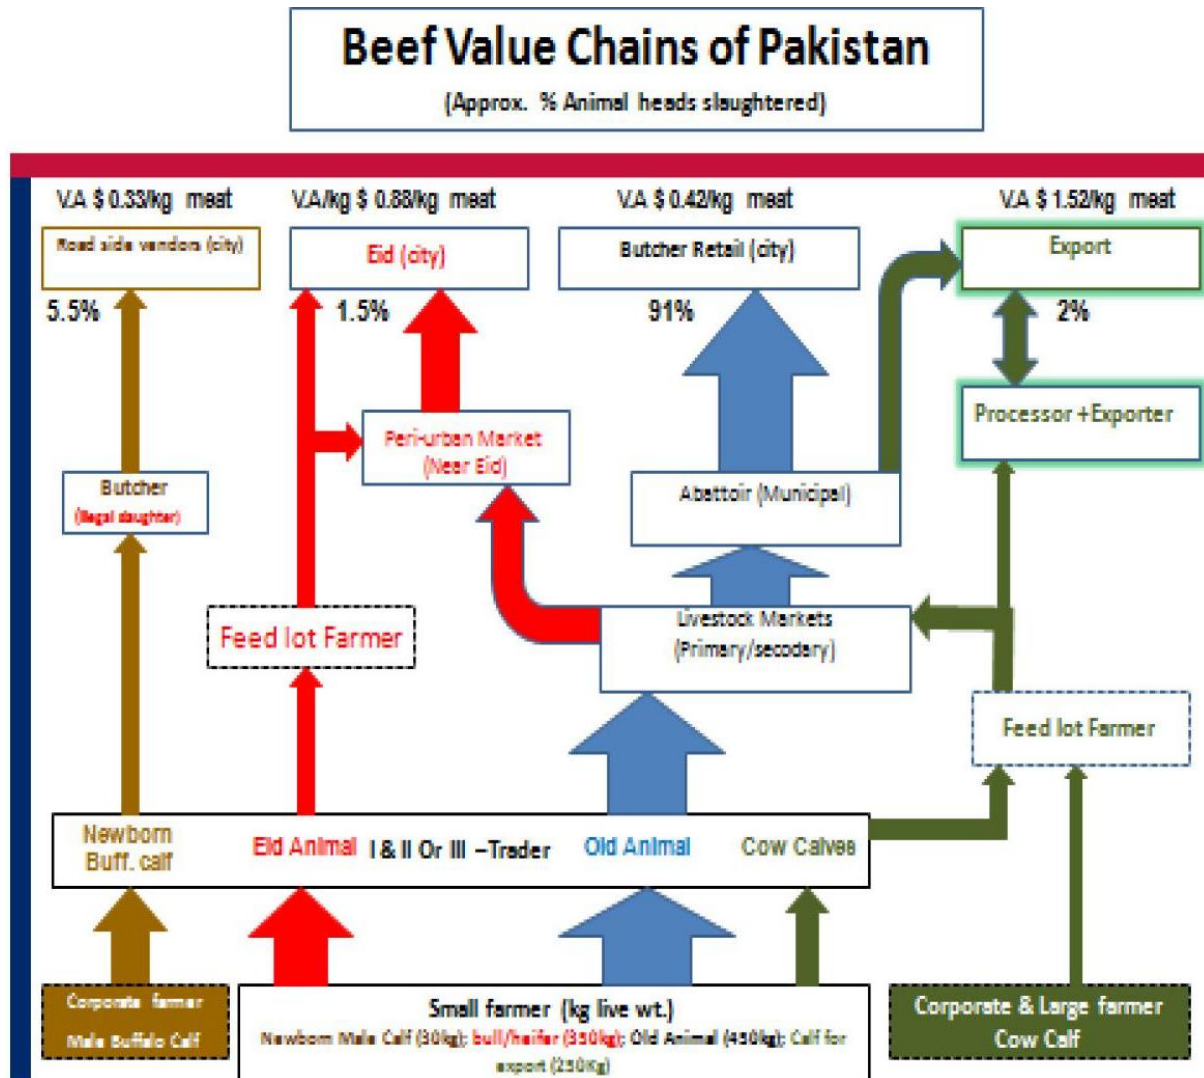 Beef Value Chains of Pakistan
(Approx. % Animal heads slaughtered)
V.A $ 0.33/kg meat
V.A/kg $ 0.88/kg meat
V.A $ 0.42/kg meat
V.A $ 1.52/kg meat
Road side vendors (city)
Eid (city)
Butcher Retail (city)
Export
5.5%
1.5%
91%
2%
Processor +Exporter
Peri-urban Market
(Near Eid)
Butcher
(Illegal slaughter)
Abattoir (Municipal)
Feed lot Farmer
Livestock Markets
(Primary/secodary)
Feed lot Farmer
Newborn
Buff. calf
Eid Animal I & II Or III –Trader Old Animal Cow Calves
Corporate farmer
Male Buffalo Calf
Small farmer (kg live wt.)
Newborn Male Calf (30kg); bull/heifer (350kg); Old Animal (450kg); Calf for
export (250Kg)
Corporate & Large farmer
Cow Calf